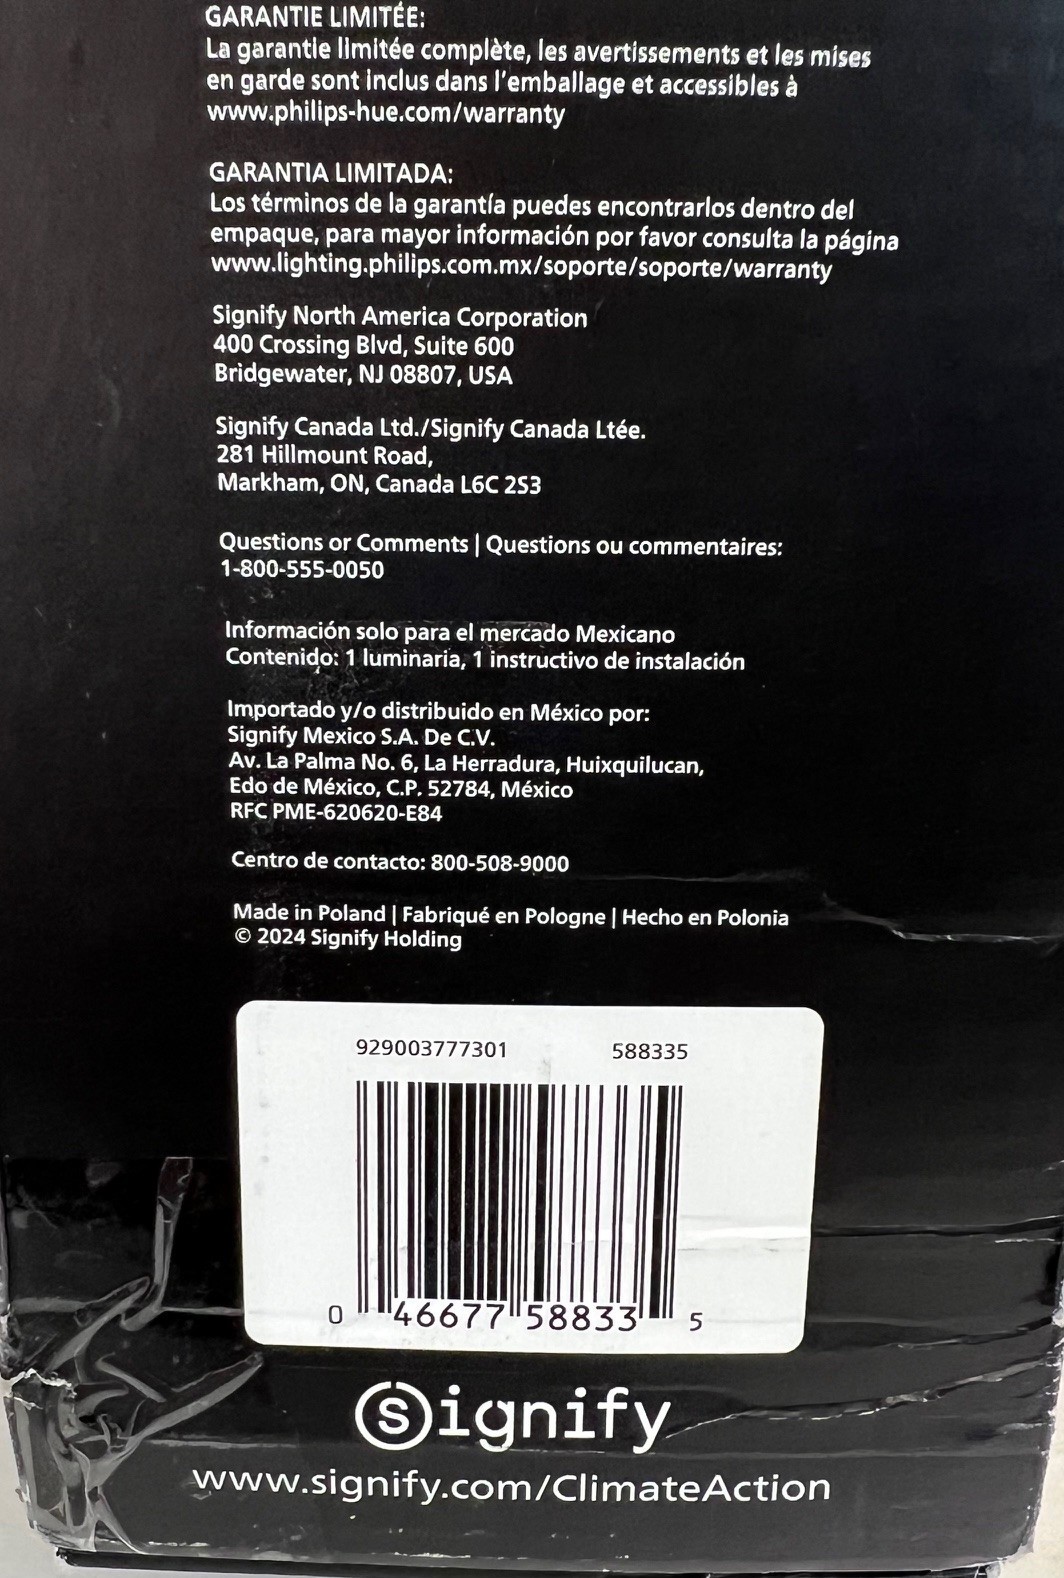 GARANTIE LIMITÉE:
La garantie limitée complète, les avertissements et les mises
en garde sont inclus dans l'emballage et accessibles à
www.philips-hue.com/warranty
GARANTIA LIMITADA:
Los términos de la garantía puedes encontrarlos dentro del
empaque, para mayor información por favor consulta la página
www.lighting.philips.com.mx/soporte/soporte/warranty
Signify North America Corporation
400 Crossing Blvd, Suite 600
Bridgewater, NJ 08807, USA
Signify Canada Ltd./Signify Canada Ltée.
281 Hillmount Road,
Markham, ON, Canada L6C 2S3
Questions or Comments | Questions ou commentaires:
1-800-555-0050
Información solo para el mercado Mexicano
Contenido: 1 luminaria, 1 instructivo de instalación
Importado y/o distribuido en México por:
Signify Mexico S.A. De C.V.
Av. La Palma No. 6, La Herradura, Huixquilucan,
Edo de México, C.P. 52784, México
RFC PME-620620-E84
Centro de contacto: 800-508-9000
Made in Poland | Fabriqué en Pologne | Hecho en Polonia
© 2024 Signify Holding
929003777301 588335
0 46677 58833 5
Signify
www.signify.com/ClimateAction